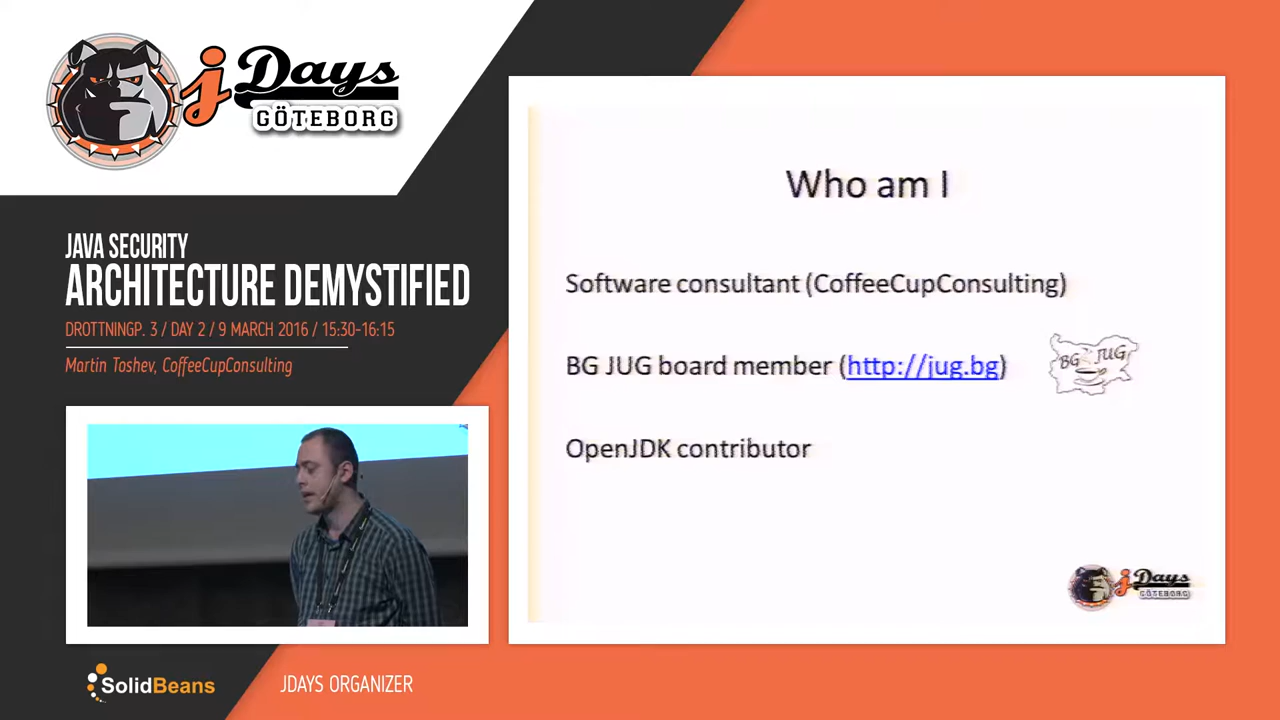 jDays
GÖTEBORG
JAVA SECURITY
ARCHITECTURE DEMYSTIFIED
DROTTNINGP. 3 / DAY 2 / 9 MARCH 2016 / 15:30-16:15
Martin Toshev, CoffeeCupConsulting
Who am I
Software consultant (CoffeeCupConsulting)
BG JUG board member (http://jug.bg)
BG JUG
OpenJDK contributor
jDays
GÖTEBORG
SolidBeans
JDAYS ORGANIZER